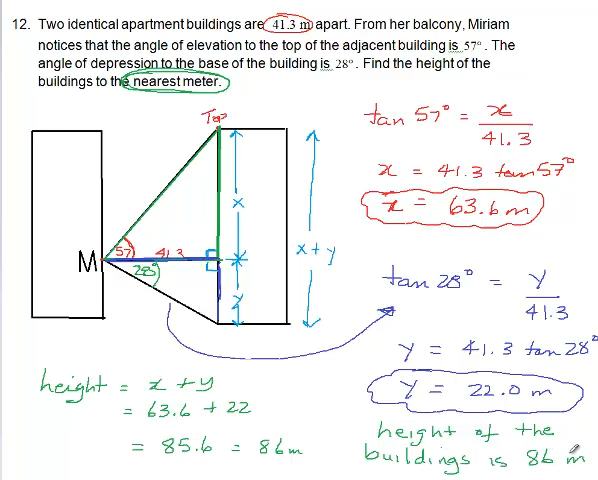 12. Two identical apartment buildings are 41.3 m apart. From her balcony, Miriam
notices that the angle of elevation to the top of the adjacent building is 57°. The
angle of depression to the base of the building is 28°. Find the height of the
buildings to the nearest meter.
Top
57°
41.3
M
28°
x
y
x + y
tan 57° = x / 41.3
x = 41.3 tan 57°
x = 63.6 m
tan 28° = y / 41.3
y = 41.3 tan 28°
y = 22.0 m
height = x + y
= 63.6 + 22
= 85.6 = 86 m
height of the
buildings is 86 m